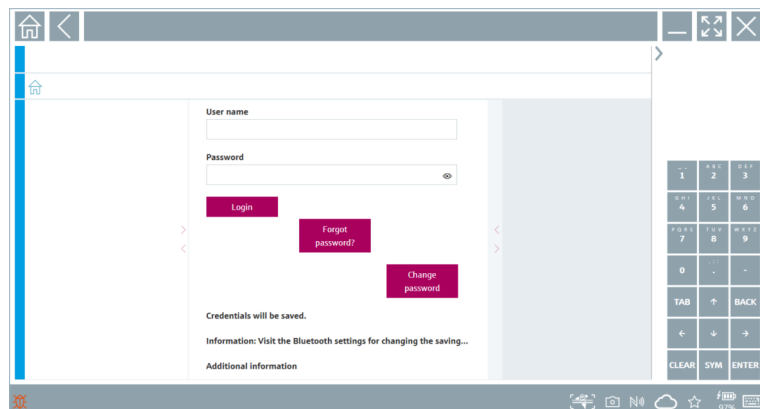 User name
Password
Login
Forgot
password?
Change
password
Credentials will be saved.
Information: Visit the Bluetooth settings for changing the saving...
Additional information
1
ABC
2
DEF
3
GHI
4
JKL
5
MNO
6
PQRS
7
TUV
8
WXYZ
9
0
.
-
TAB
↑
BACK
←
↓
→
CLEAR
SYM
ENTER
97%